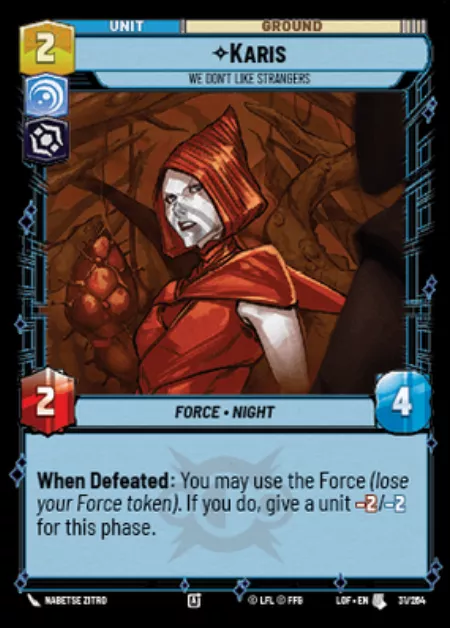 UNIT GROUND
2 ✧KARIS
WE DON'T LIKE STRANGERS
2 FORCE • NIGHT 4
When Defeated: You may use the Force (lose
your Force token). If you do, give a unit -2/-2
for this phase.
NABETSE ZITRO A © LFL © FFG LOF • EN 31/264